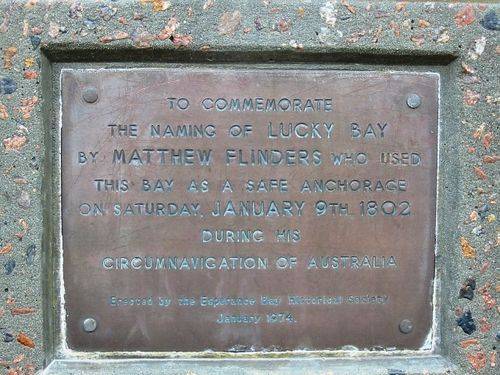 TO COMMEMORATE
THE NAMING OF LUCKY BAY
BY MATTHEW FLINDERS WHO USED
THIS BAY AS A SAFE ANCHORAGE
ON SATURDAY, JANUARY 9TH, 1802
DURING HIS
CIRCUMNAVIGATION OF AUSTRALIA
Erected by the Esperance Bay Historical Society
January 1974.